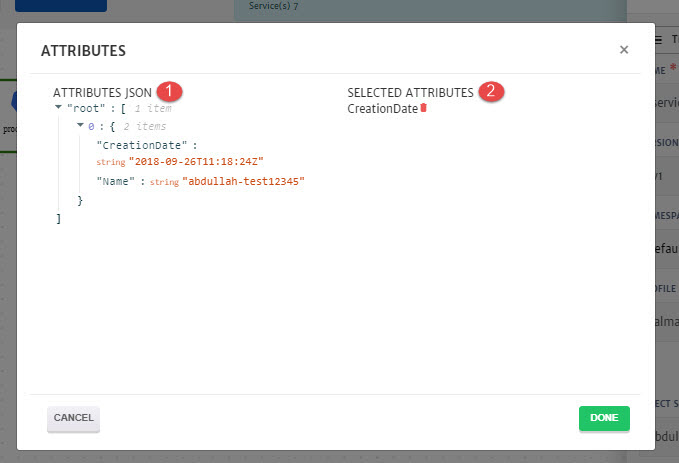 Service(s) 7
ATTRIBUTES ×
ATTRIBUTES JSON 1
SELECTED ATTRIBUTES 2
"root" : [ 1 item
CreationDate
0 : { 2 items
"CreationDate" :
string "2018-09-26T11:18:24Z"
"Name" : string "abdullah-test12345"
}
]
CANCEL
DONE